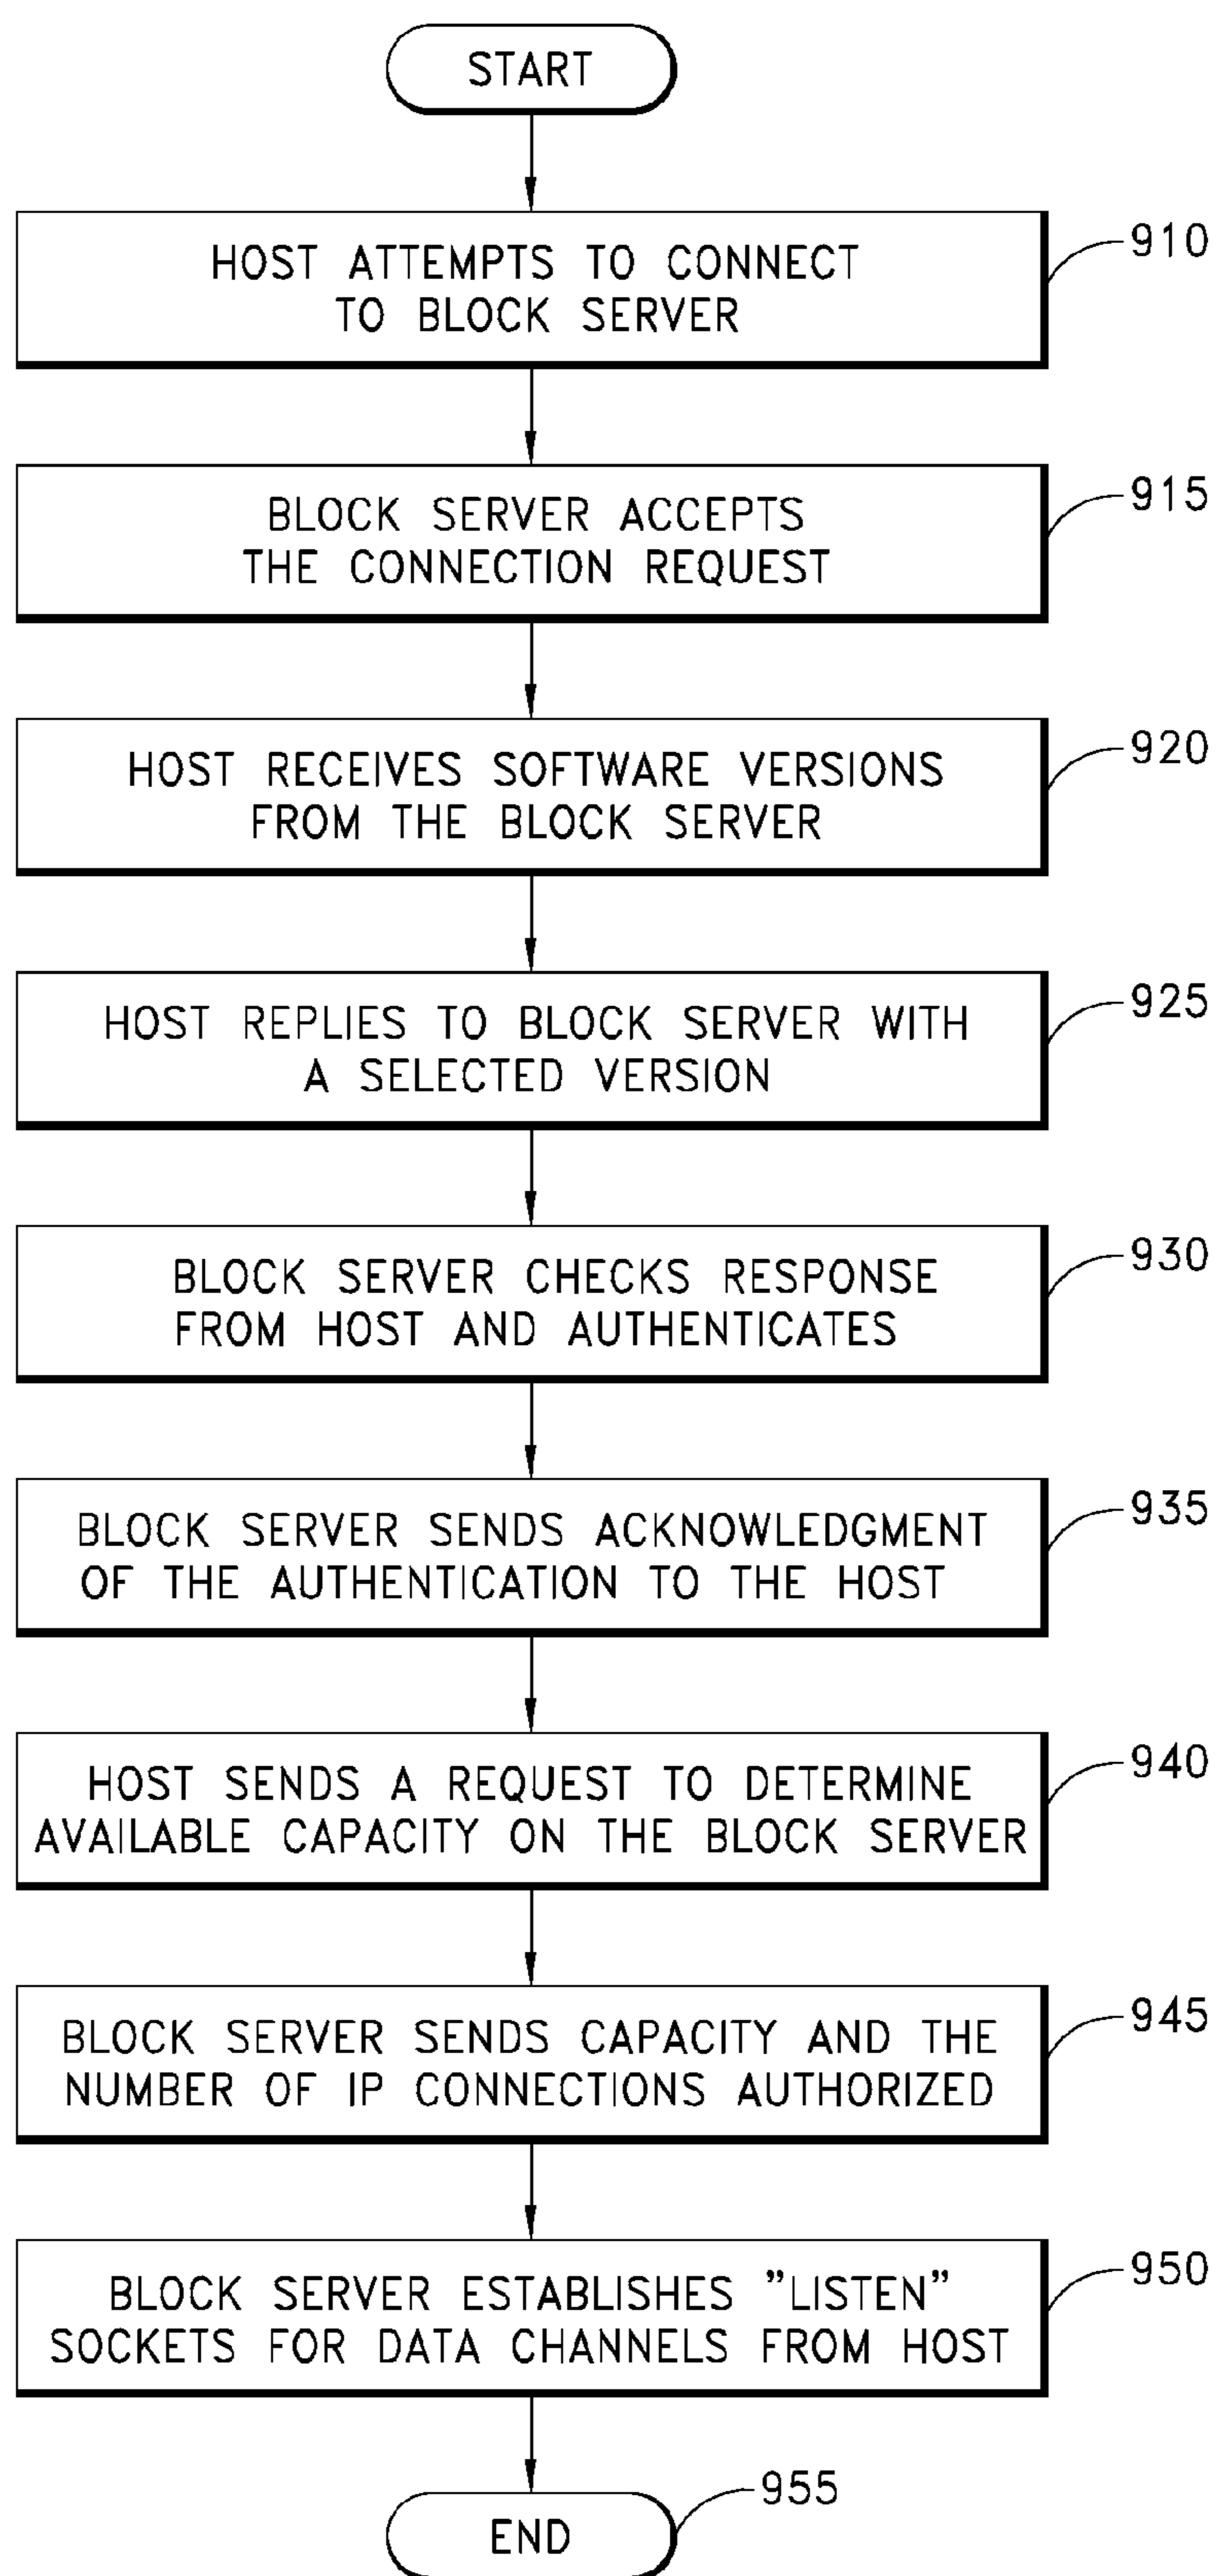 START
HOST ATTEMPTS TO CONNECT
TO BLOCK SERVER
910
BLOCK SERVER ACCEPTS
THE CONNECTION REQUEST
915
HOST RECEIVES SOFTWARE VERSIONS
FROM THE BLOCK SERVER
920
HOST REPLIES TO BLOCK SERVER WITH
A SELECTED VERSION
925
BLOCK SERVER CHECKS RESPONSE
FROM HOST AND AUTHENTICATES
930
BLOCK SERVER SENDS ACKNOWLEDGMENT
OF THE AUTHENTICATION TO THE HOST
935
HOST SENDS A REQUEST TO DETERMINE
AVAILABLE CAPACITY ON THE BLOCK SERVER
940
BLOCK SERVER SENDS CAPACITY AND THE
NUMBER OF IP CONNECTIONS AUTHORIZED
945
BLOCK SERVER ESTABLISHES ”LISTEN”
SOCKETS FOR DATA CHANNELS FROM HOST
950
END
955